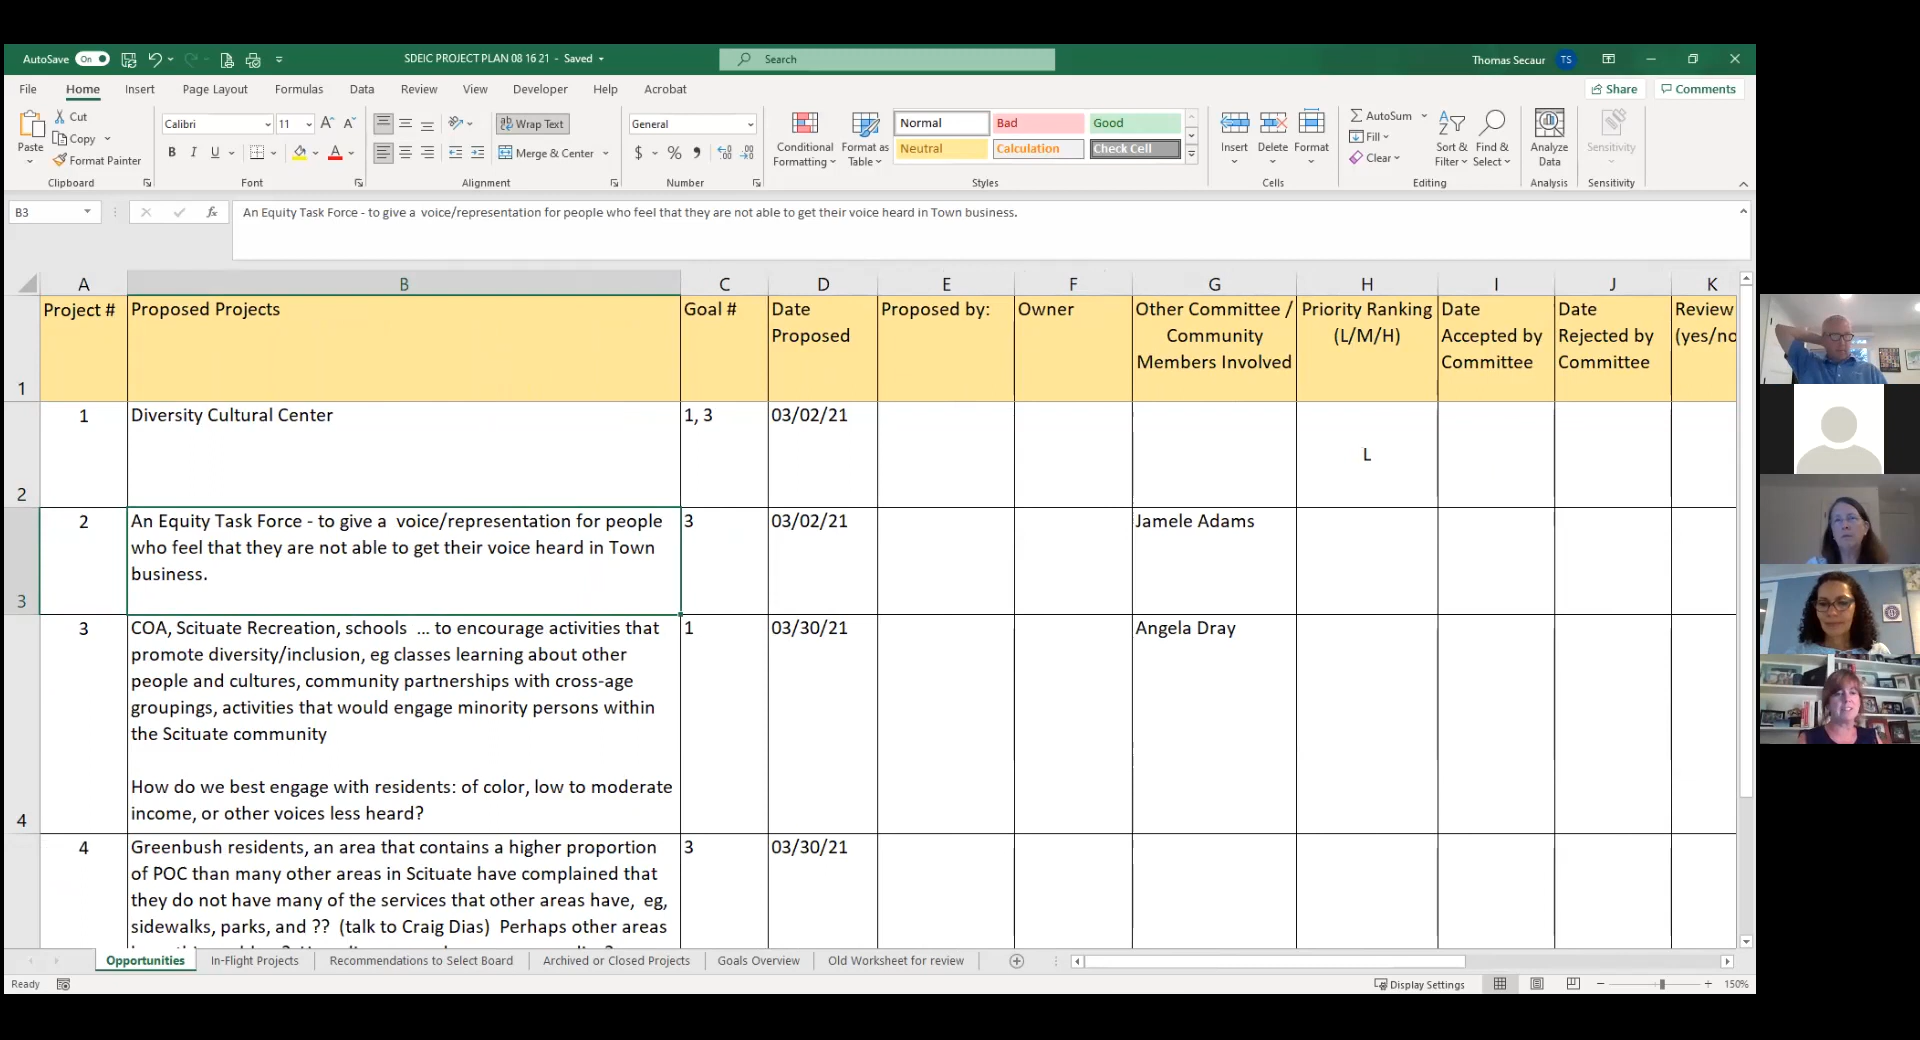 AutoSave On
SDEIC PROJECT PLAN 08 16 21 - Saved
Search
Thomas Secaur TS
File Home Insert Page Layout Formulas Data Review View Developer Help Acrobat
Share Comments
Paste
Cut
Copy
Format Painter
Clipboard
Calibri 11
B I U
Font
Wrap Text
Merge & Center
Alignment
General
$ % 9
Number
Conditional Formatting
Format as Table
Normal Bad Good
Neutral Calculation Check Cell
Styles
Insert Delete Format
Cells
AutoSum
Fill
Clear
Sort & Filter
Find & Select
Editing
Analyze Data
Analysis
Sensitivity
Sensitivity
B3
fx
An Equity Task Force - to give a voice/representation for people who feel that they are not able to get their voice heard in Town business.
A B C D E F G H I J K
1
Project #
Proposed Projects
Goal #
Date Proposed
Proposed by:
Owner
Other Committee /
Community
Members Involved
Priority Ranking
(L/M/H)
Date
Accepted by
Committee
Date
Rejected by
Committee
Review
(yes/no
2
1
Diversity Cultural Center
1, 3
03/02/21
L
3
2
An Equity Task Force - to give a voice/representation for people
who feel that they are not able to get their voice heard in Town
business.
3
03/02/21
Jamele Adams
4
3
COA, Scituate Recreation, schools ... to encourage activities that
promote diversity/inclusion, eg classes learning about other
people and cultures, community partnerships with cross-age
groupings, activities that would engage minority persons within
the Scituate community
How do we best engage with residents: of color, low to moderate
income, or other voices less heard?
1
03/30/21
Angela Dray
4
Greenbush residents, an area that contains a higher proportion
of POC than many other areas in Scituate have complained that
they do not have many of the services that other areas have, eg,
sidewalks, parks, and ?? (talk to Craig Dias) Perhaps other areas
3
03/30/21
Opportunities In-Flight Projects Recommendations to Select Board Archived or Closed Projects Goals Overview Old Worksheet for review
Ready
Display Settings
150%